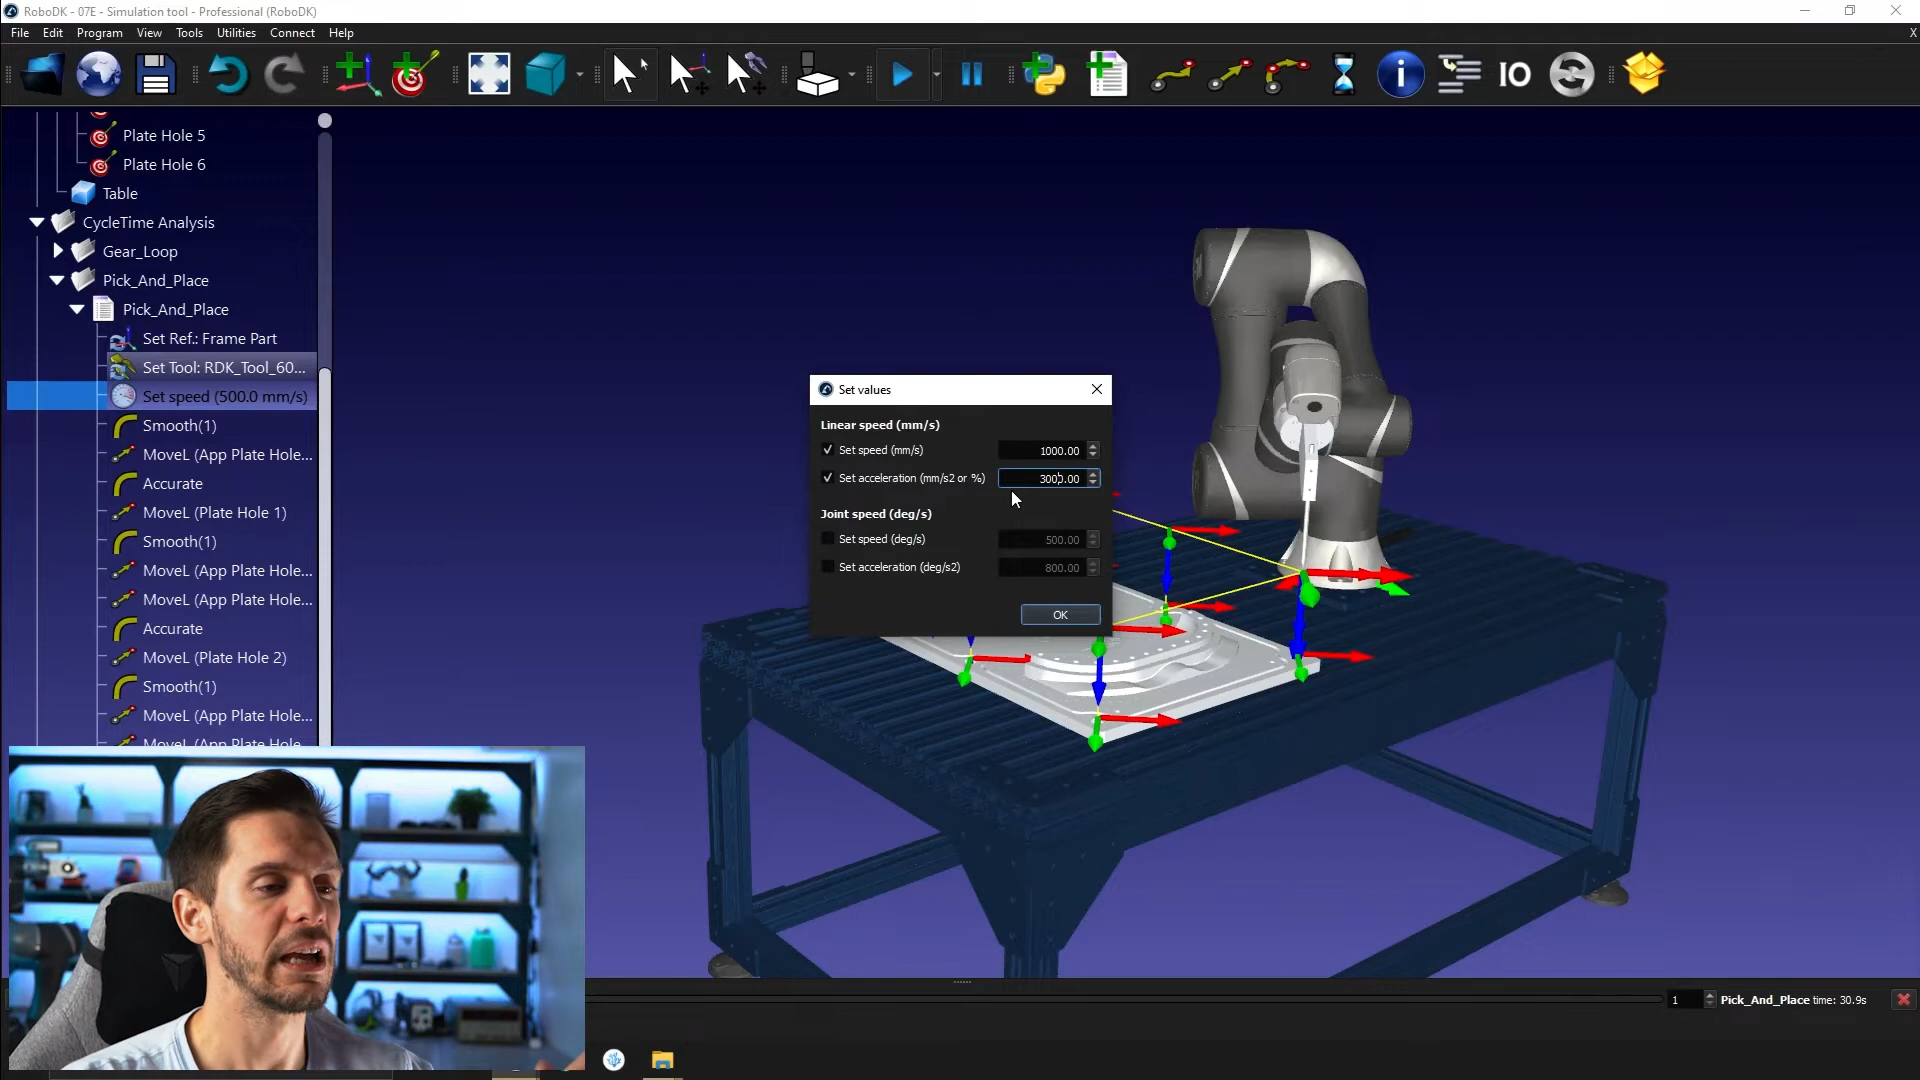 RoboDK - 07E - Simulation tool - Professional (RoboDK)
File Edit Program View Tools Utilities Connect Help X
IO
Plate Hole 5
Plate Hole 6
Table
CycleTime Analysis
Gear_Loop
Pick_And_Place
Pick_And_Place
Set Ref.: Frame Part
Set Tool: RDK_Tool_60...
Set speed (500.0 mm/s)
Smooth(1)
MoveL (App Plate Hole...
Accurate
MoveL (Plate Hole 1)
Smooth(1)
MoveL (App Plate Hole...
MoveL (App Plate Hole...
Accurate
MoveL (Plate Hole 2)
Smooth(1)
MoveL (App Plate Hole...
MoveL (App Plate Hole...
Set values
Linear speed (mm/s)
Set speed (mm/s) 1000.00
Set acceleration (mm/s2 or %) 3000.00
Joint speed (deg/s)
Set speed (deg/s) 500.00
Set acceleration (deg/s2) 800.00
OK
1 Pick_And_Place time: 30.9s